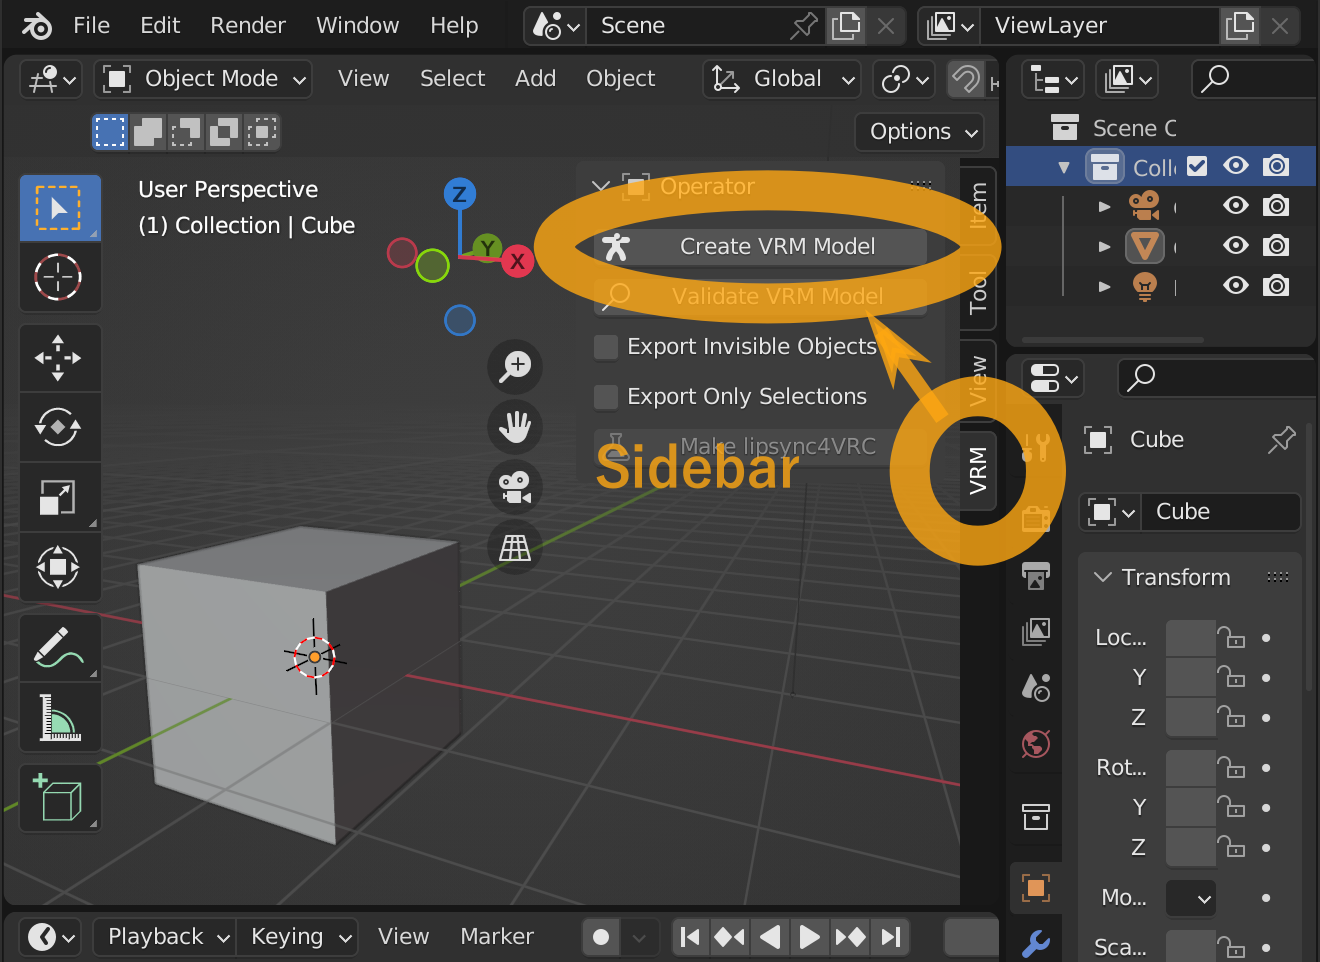 File Edit Render Window Help Scene ViewLayer
Object Mode View Select Add Object Global
Options
User Perspective
(1) Collection | Cube
Z
Y
X
Operator
Create VRM Model
Validate VRM Model
Export Invisible Objects
Export Only Selections
Make lipsync4VRC
Sidebar
Item
Tool
View
VRM
Scene C
Coll
Cube
Cube
Transform
Loc...
Y
Z
Rot...
Y
Z
Mo...
Sca...
Playback Keying View Marker